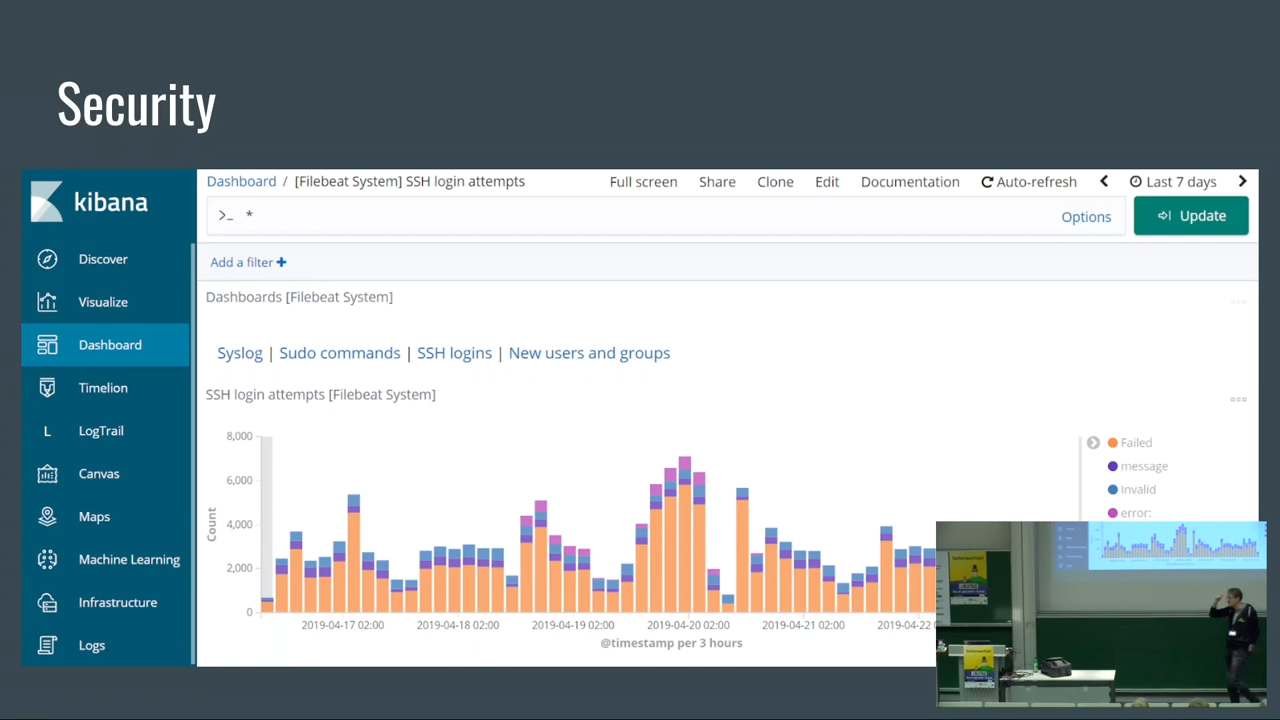 Security
kibana
Dashboard / [Filebeat System] SSH login attempts
Full screen Share Clone Edit Documentation Auto-refresh Last 7 days
>_ *
Options
Update
Add a filter +
Discover
Visualize
Dashboard
Timelion
LogTrail
L
Canvas
Maps
Machine Learning
Infrastructure
Logs
Dashboards [Filebeat System]
Syslog | Sudo commands | SSH logins | New users and groups
SSH login attempts [Filebeat System]
8,000
6,000
4,000
2,000
0
Count
2019-04-17 02:00 2019-04-18 02:00 2019-04-19 02:00 2019-04-20 02:00 2019-04-21 02:00 2019-04-22
@timestamp per 3 hours
Failed
message
Invalid
error: